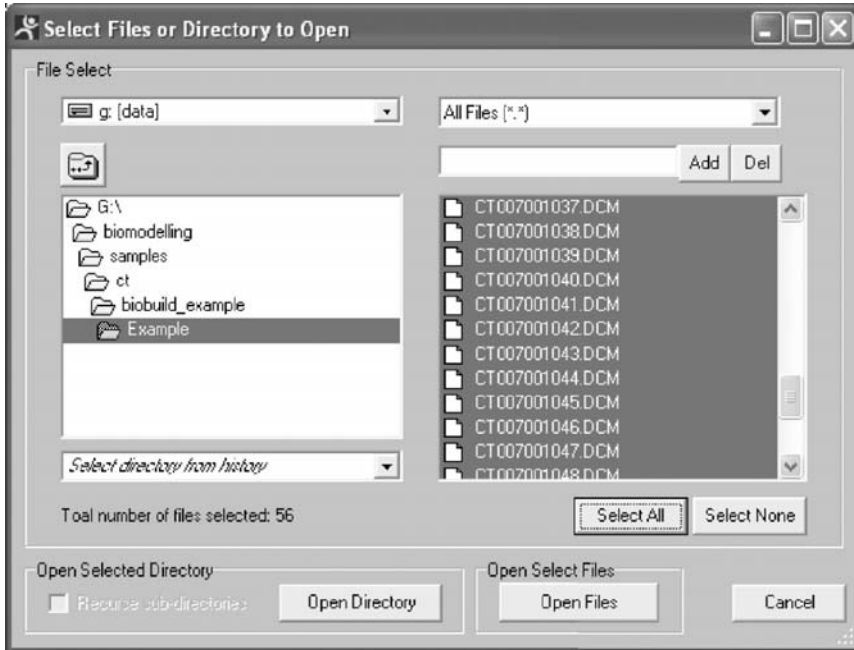 Select Files or Directory to Open
File Select
g: [data]
All Files (*.*)
Add Del
G:\
biomodelling
samples
ct
biobuild_example
Example
CT007001037.DCM
CT007001038.DCM
CT007001039.DCM
CT007001040.DCM
CT007001041.DCM
CT007001042.DCM
CT007001043.DCM
CT007001044.DCM
CT007001045.DCM
CT007001046.DCM
CT007001047.DCM
CT007001048.DCM
Select directory from history
Toal number of files selected: 56
Select All Select None
Open Selected Directory
Recurse sub-directories
Open Directory
Open Select Files
Open Files
Cancel